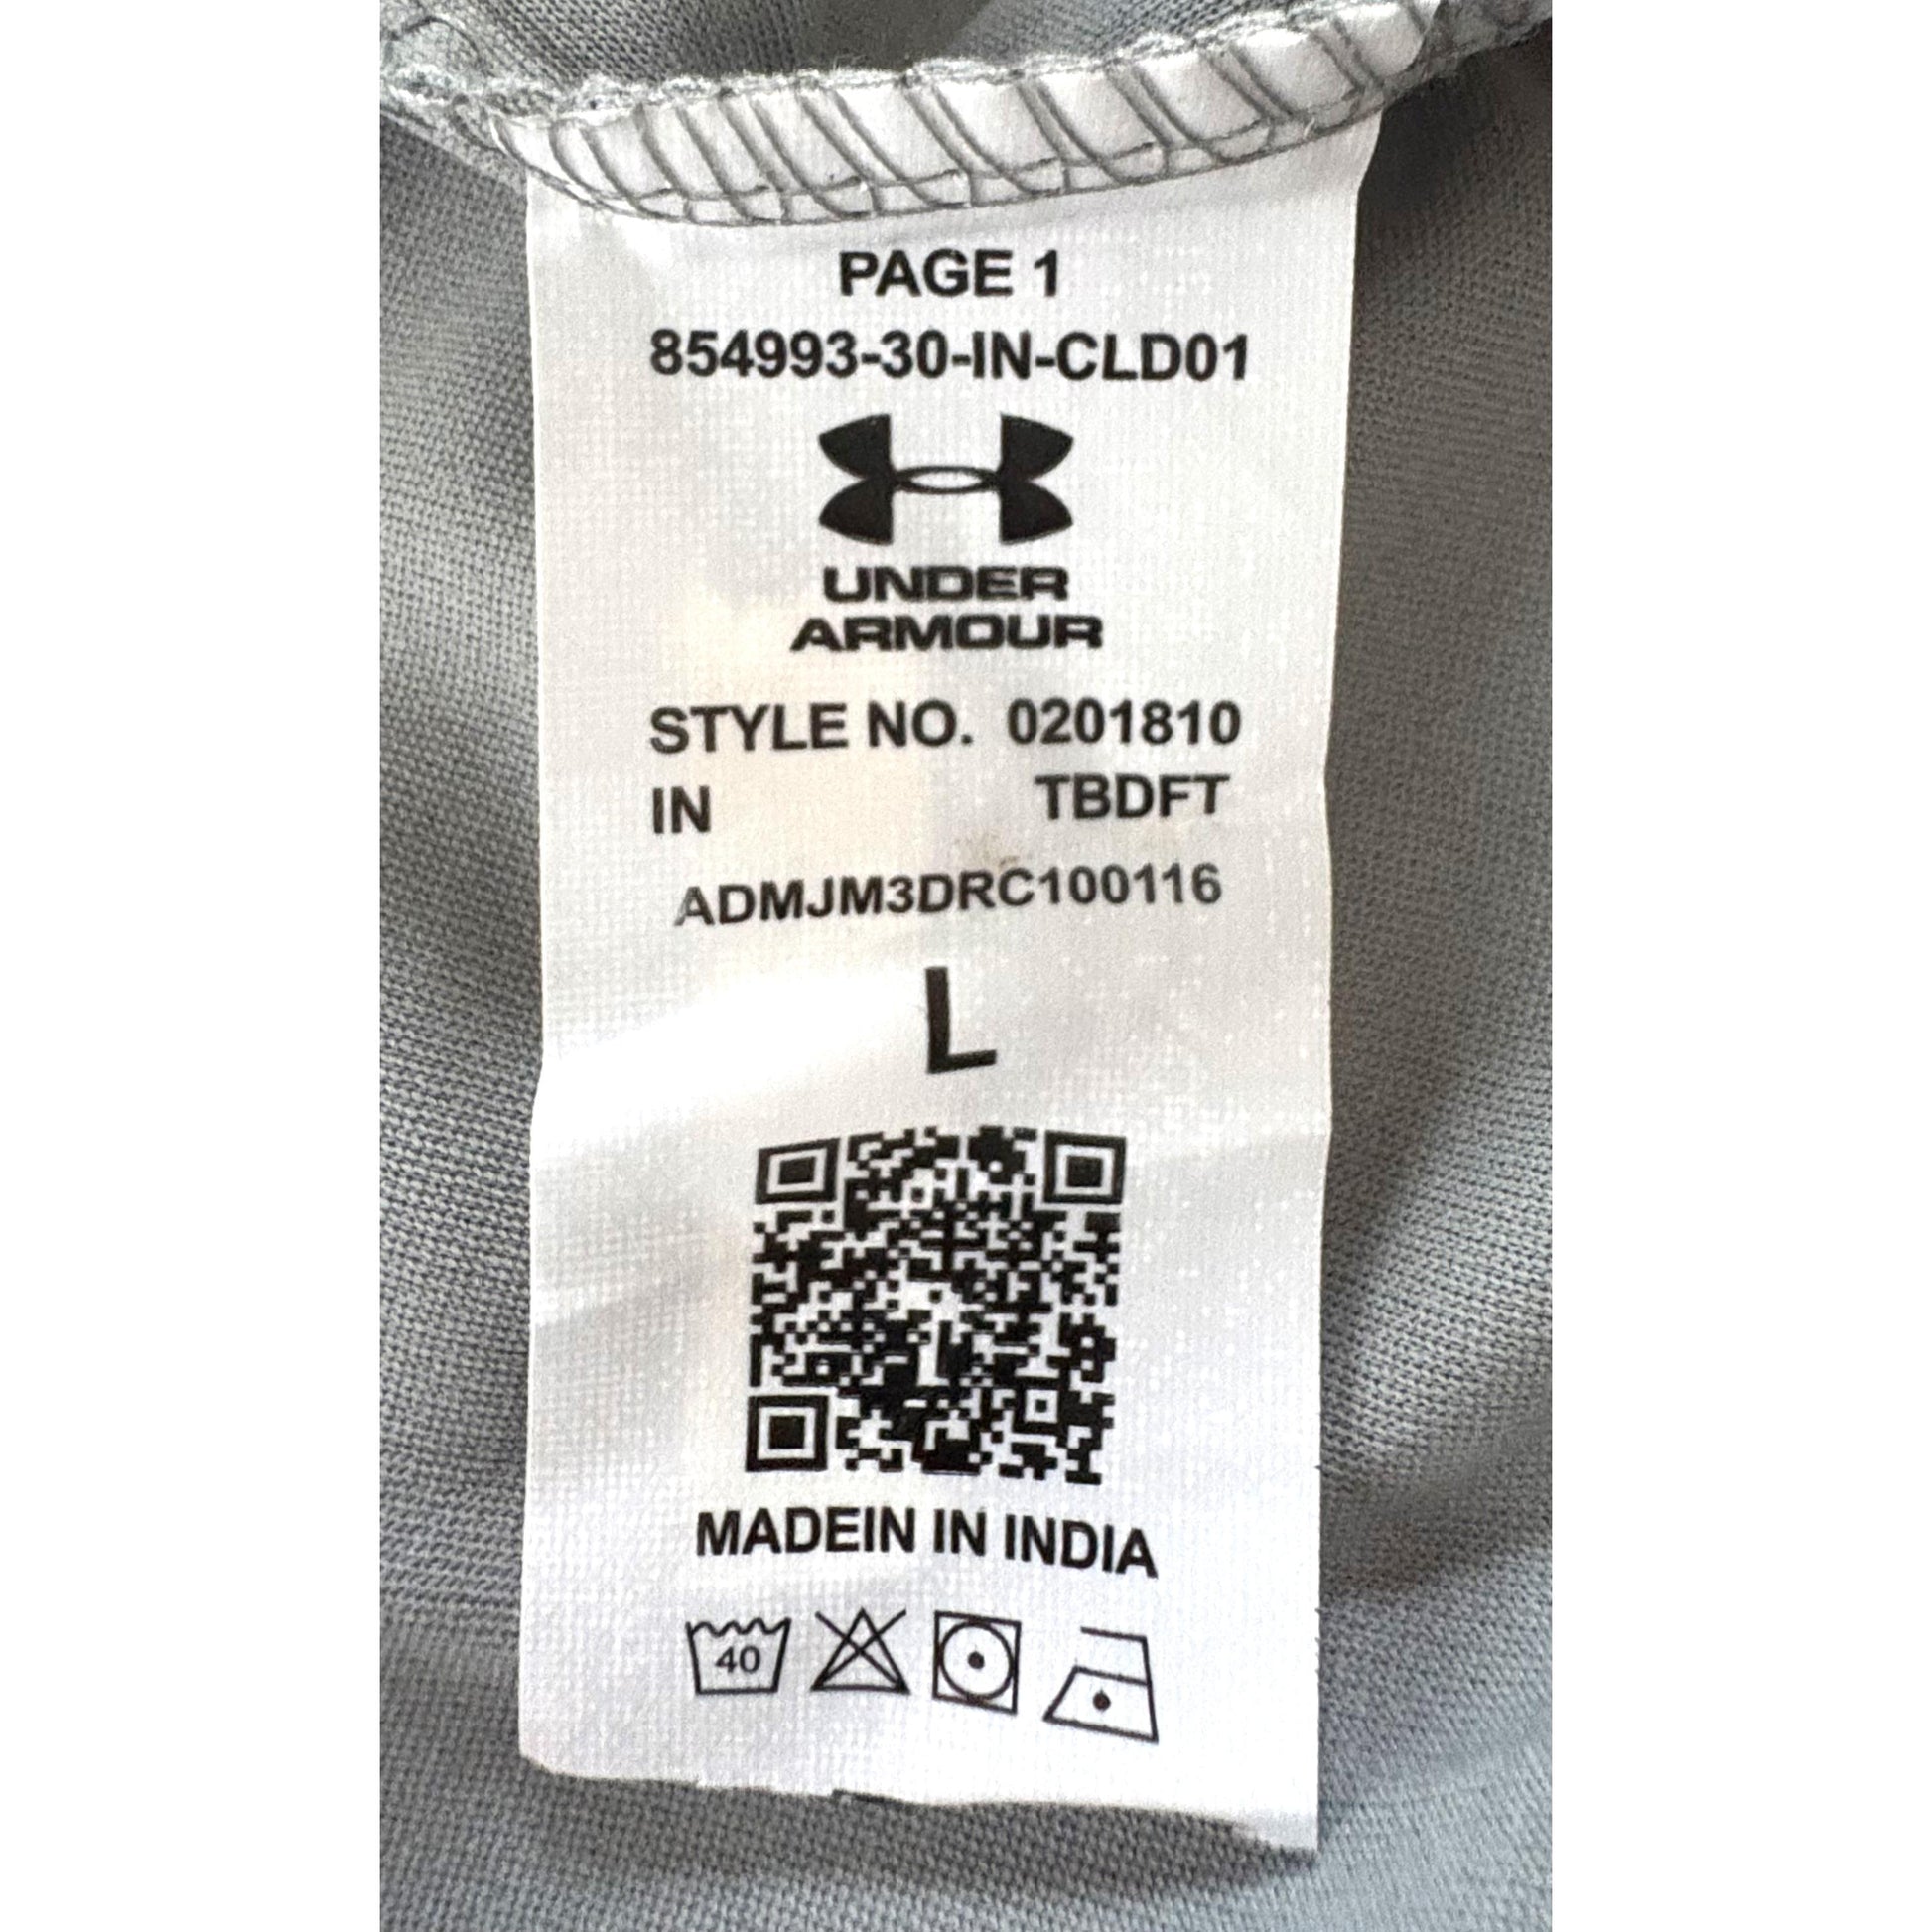 PAGE 1
854993-30-IN-CLD01
UNDER
ARMOUR
STYLE NO. 0201810
IN TBDFT
ADMJM3DRC100116
L
MADEIN IN INDIA
40